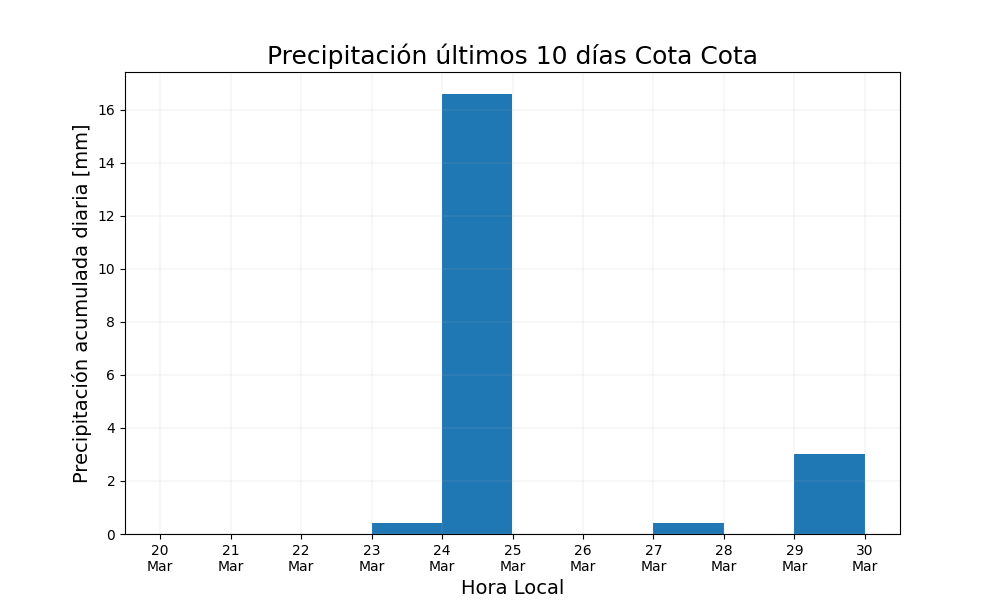 Precipitación últimos 10 días Cota Cota
Precipitación acumulada diaria [mm]
16
14
12
10
8
6
4
2
0
20 21 22 23 24 25 26 27 28 29 30
Mar Mar Mar Mar Mar Mar Mar Mar Mar Mar Mar
Hora Local